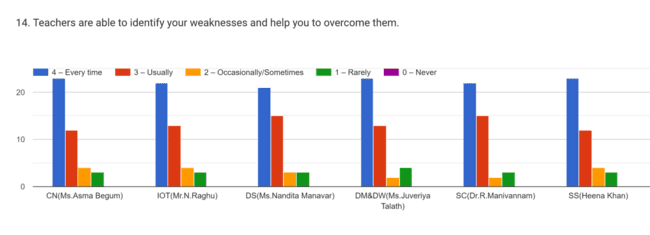 14. Teachers are able to identify your weaknesses and help you to overcome them.
4 – Every time 3 – Usually 2 – Occasionally/Sometimes 1 – Rarely 0 – Never
20
10
0
CN(Ms.Asma Begum) IOT(Mr.N.Raghu) DS(Ms.Nandita Manavar) DM&DW(Ms.Juveriya SC(Dr.R.Manivannam) SS(Heena Khan)
Talath)